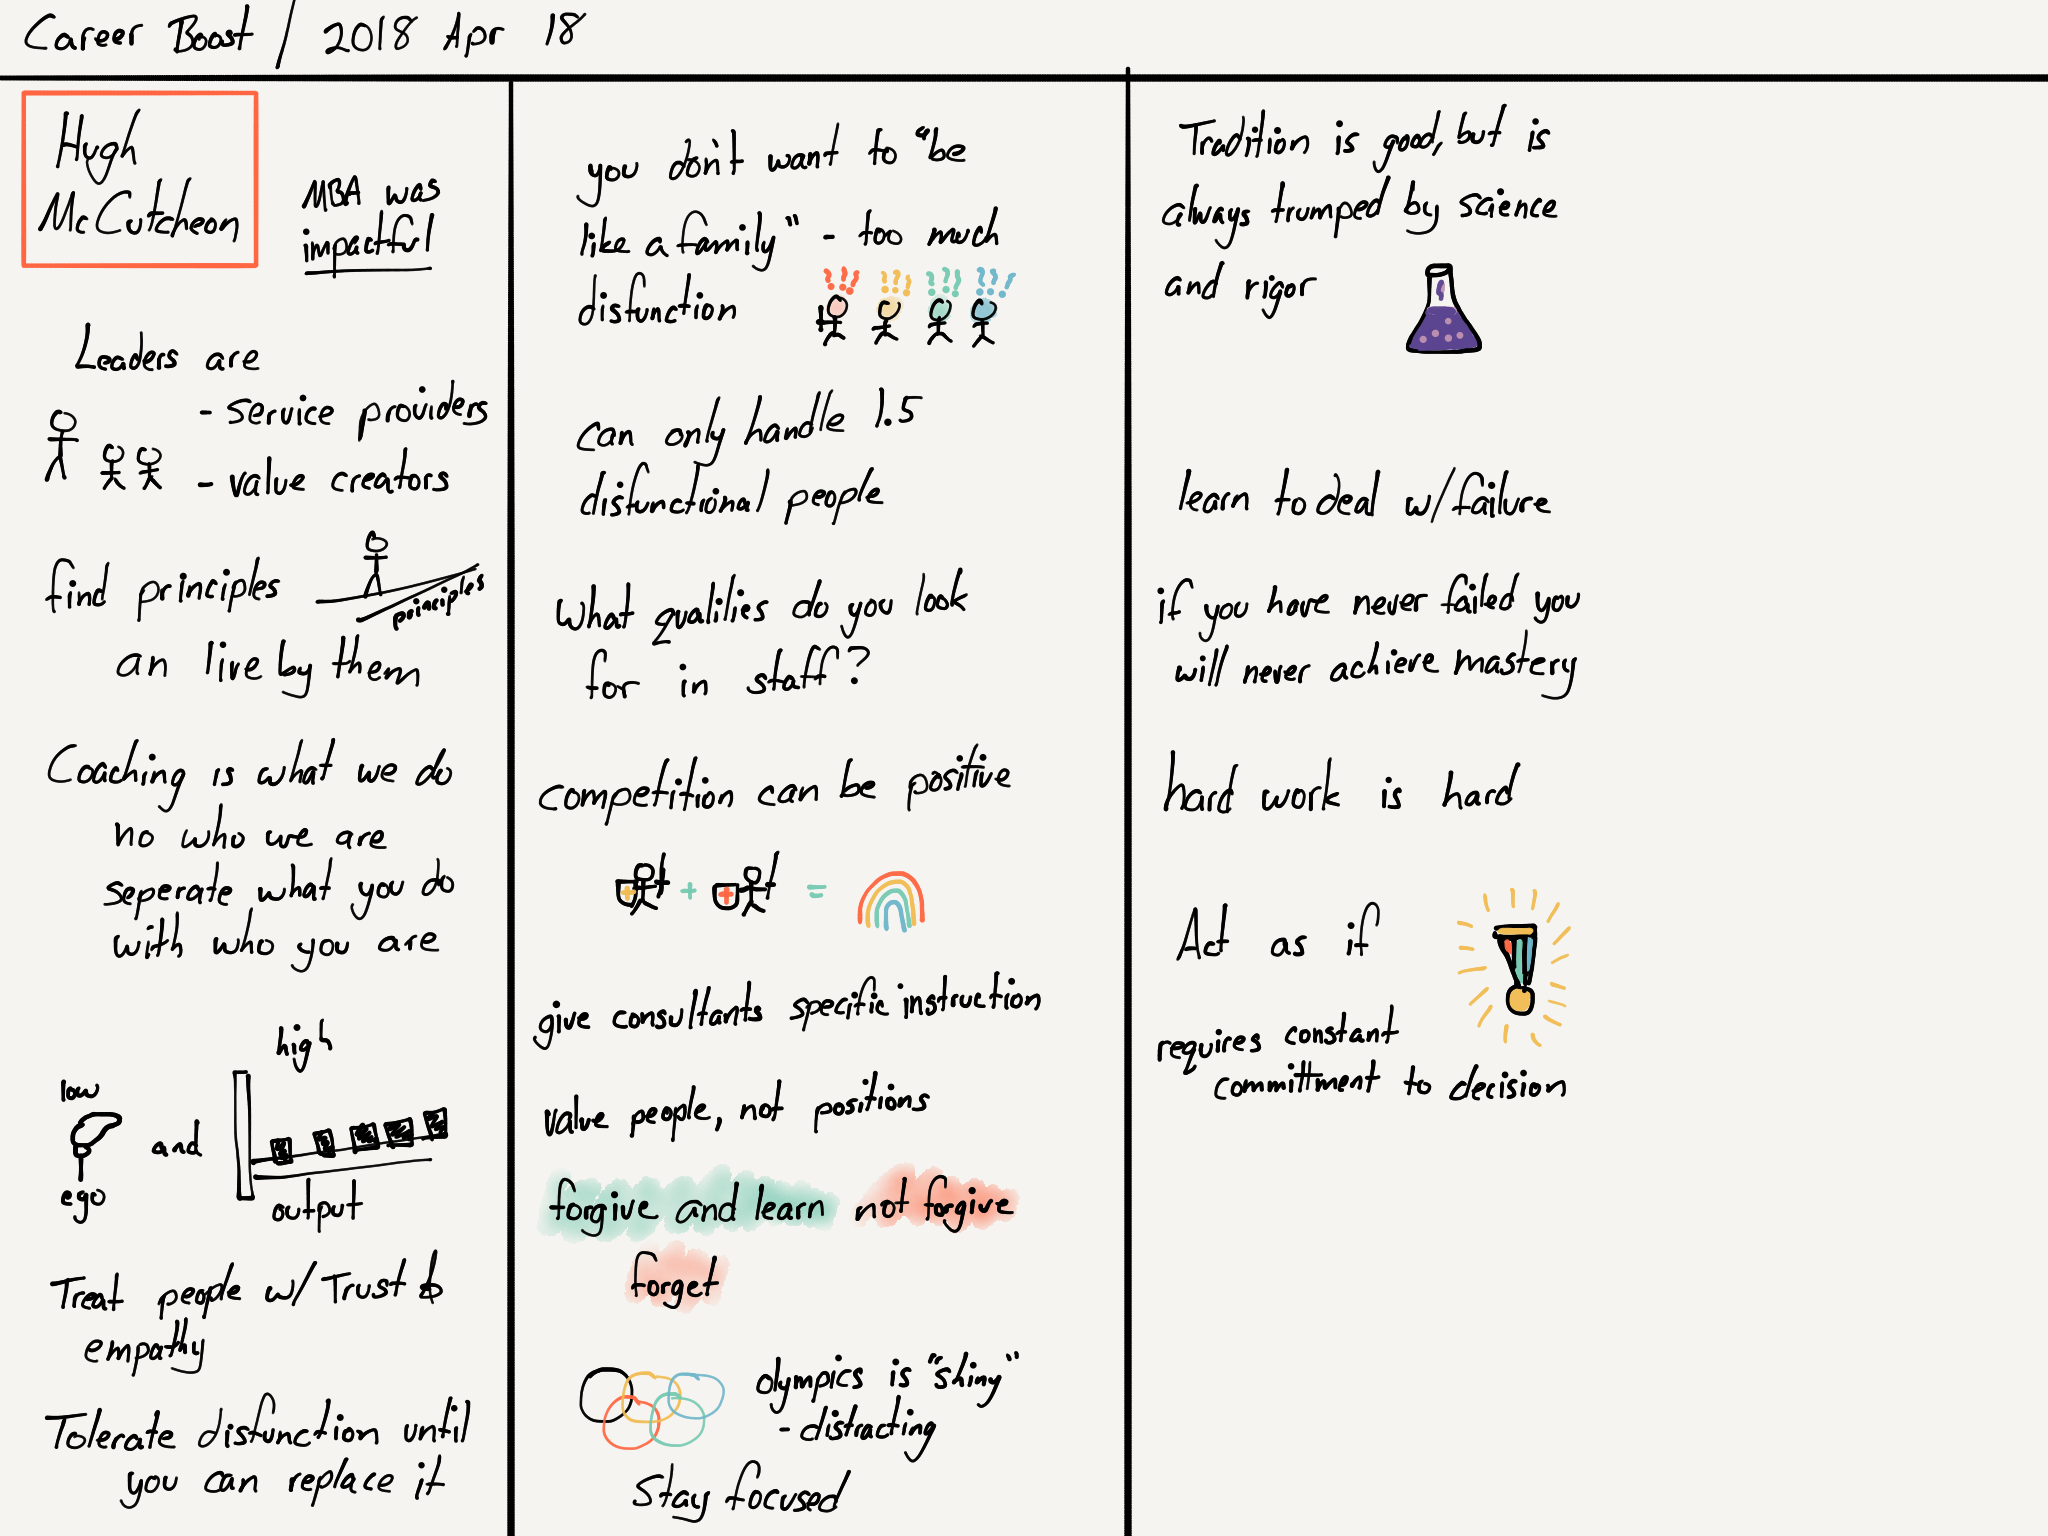 Career Boost / 2018 Apr 18
Hugh
McCutcheon
MBA was
impactful
Leaders are
- service providers
- value creators
find principles
principles
an live by them
Coaching is what we do
no who we are
seperate what you do
with who you are
high
low
and
ego
output
Treat people w/ Trust &
empathy
Tolerate disfunction until
you can replace it
you don't want to "be
like a family" - too much
disfunction
!!! !!! !!! !!!
can only handle 1.5
disfunctional people
What qualities do you look
for in staff?
competition can be positive
+ =
give consultants specific instruction
value people, not positions
forgive and learn not forgive
forget
olympics is "shiny"
- distracting
Stay focused
Tradition is good, but is
always trumped by science
and rigor
learn to deal w/ failure
if you have never failed you
will never achieve mastery
hard work is hard
Act as if
requires constant
committment to decision